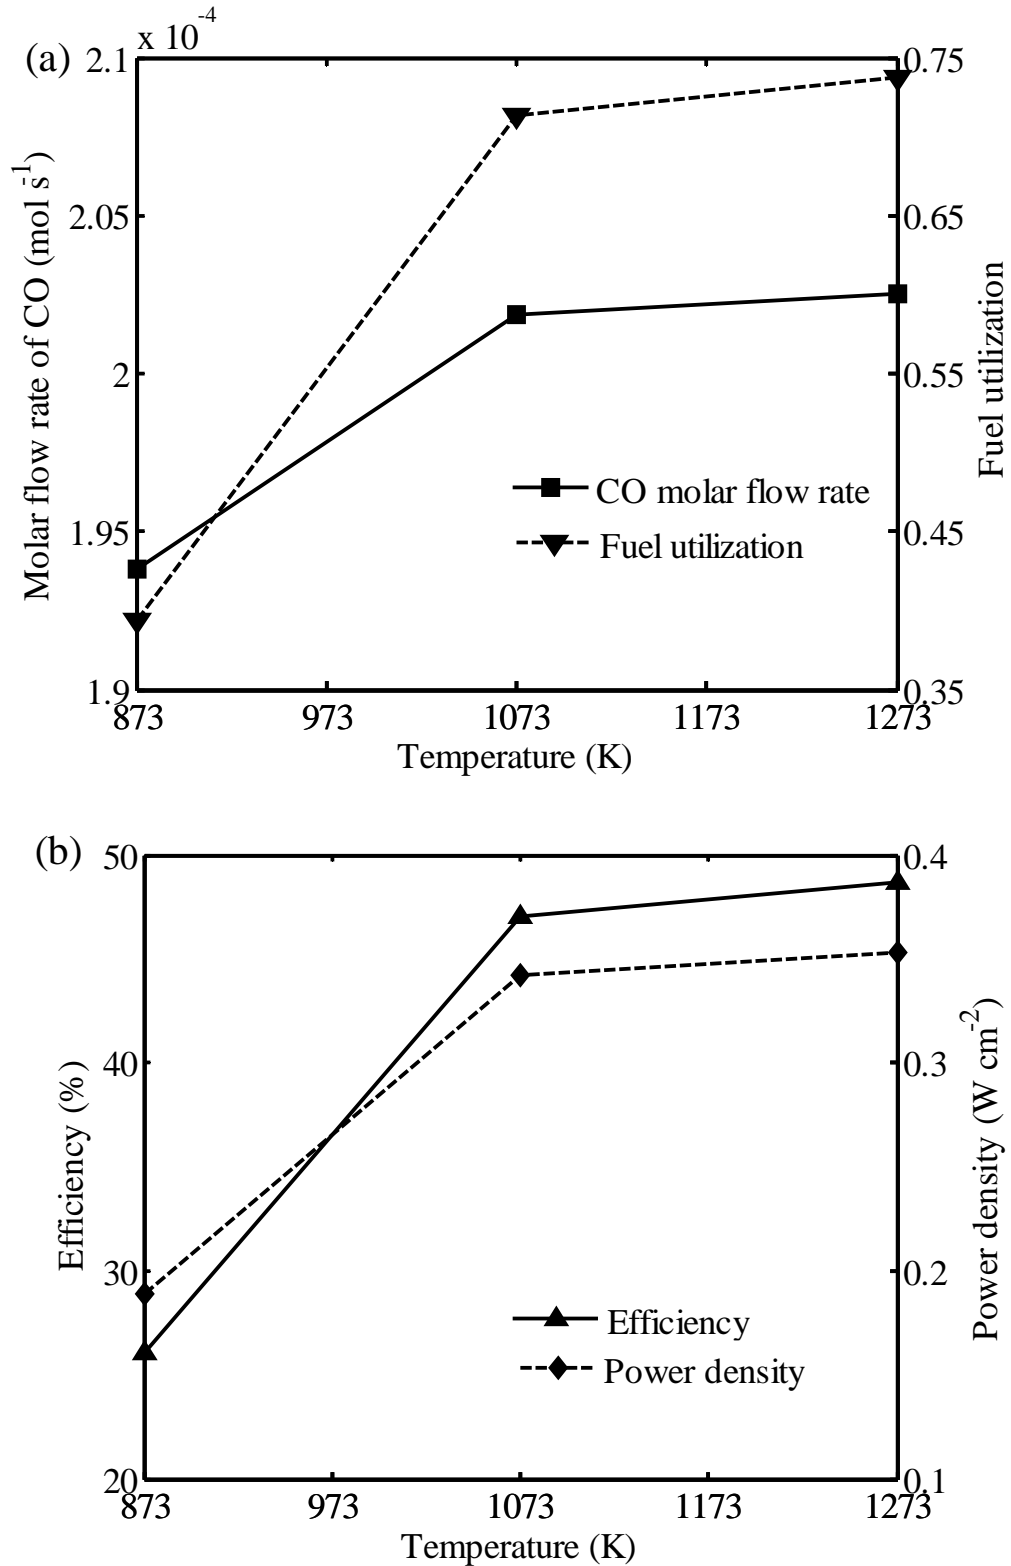 x 10-4
(a)
2.1
2.05
2
1.95
1.9
0.75
0.65
0.55
0.45
0.35
Molar flow rate of CO (mol s-1)
Fuel utilization
CO molar flow rate
Fuel utilization
873
973
1073
1173
1273
Temperature (K)
(b)
50
40
30
20
0.4
0.3
0.2
0.1
Efficiency (%)
Power density (W cm-2)
Efficiency
Power density
873
973
1073
1173
1273
Temperature (K)